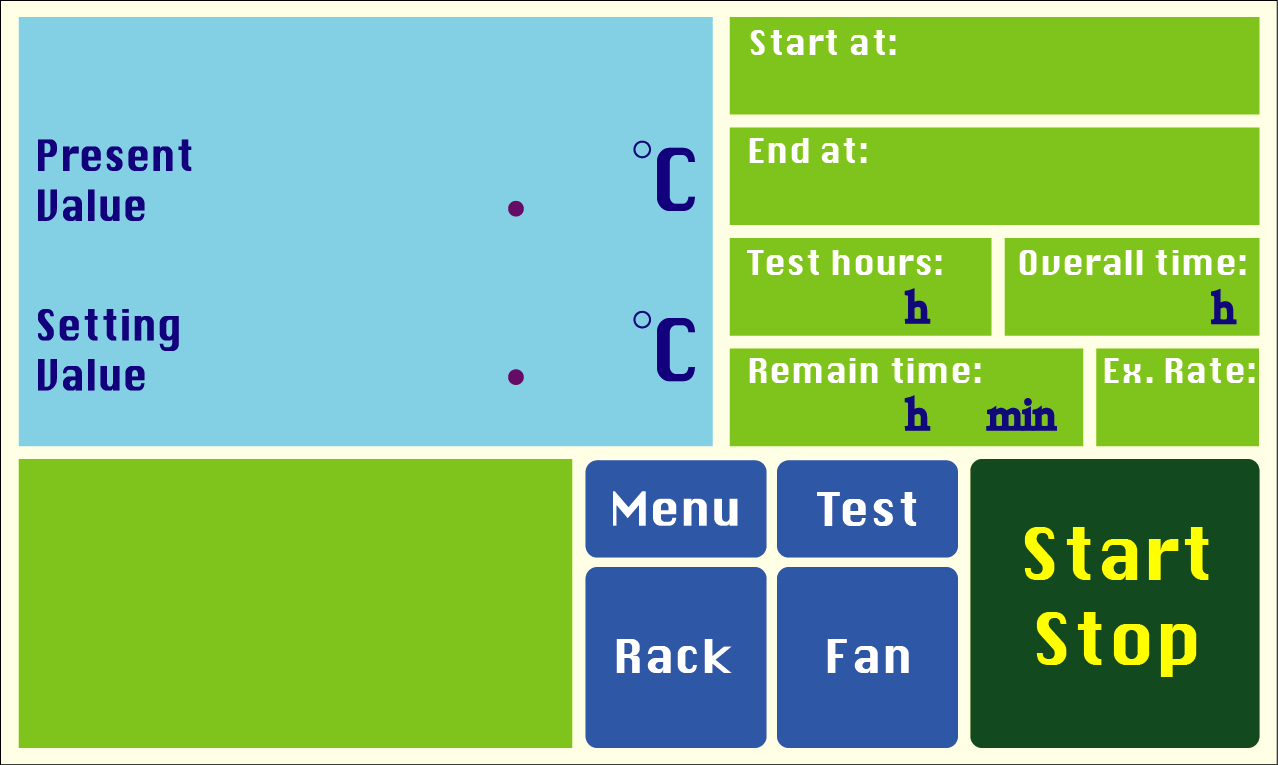 Present
Value
.
°C
Setting
Value
.
°C
Start at:
End at:
Test hours:
h
Overall time:
h
Remain time:
h min
Ex. Rate:
Menu
Test
Rack
Fan
Start
Stop